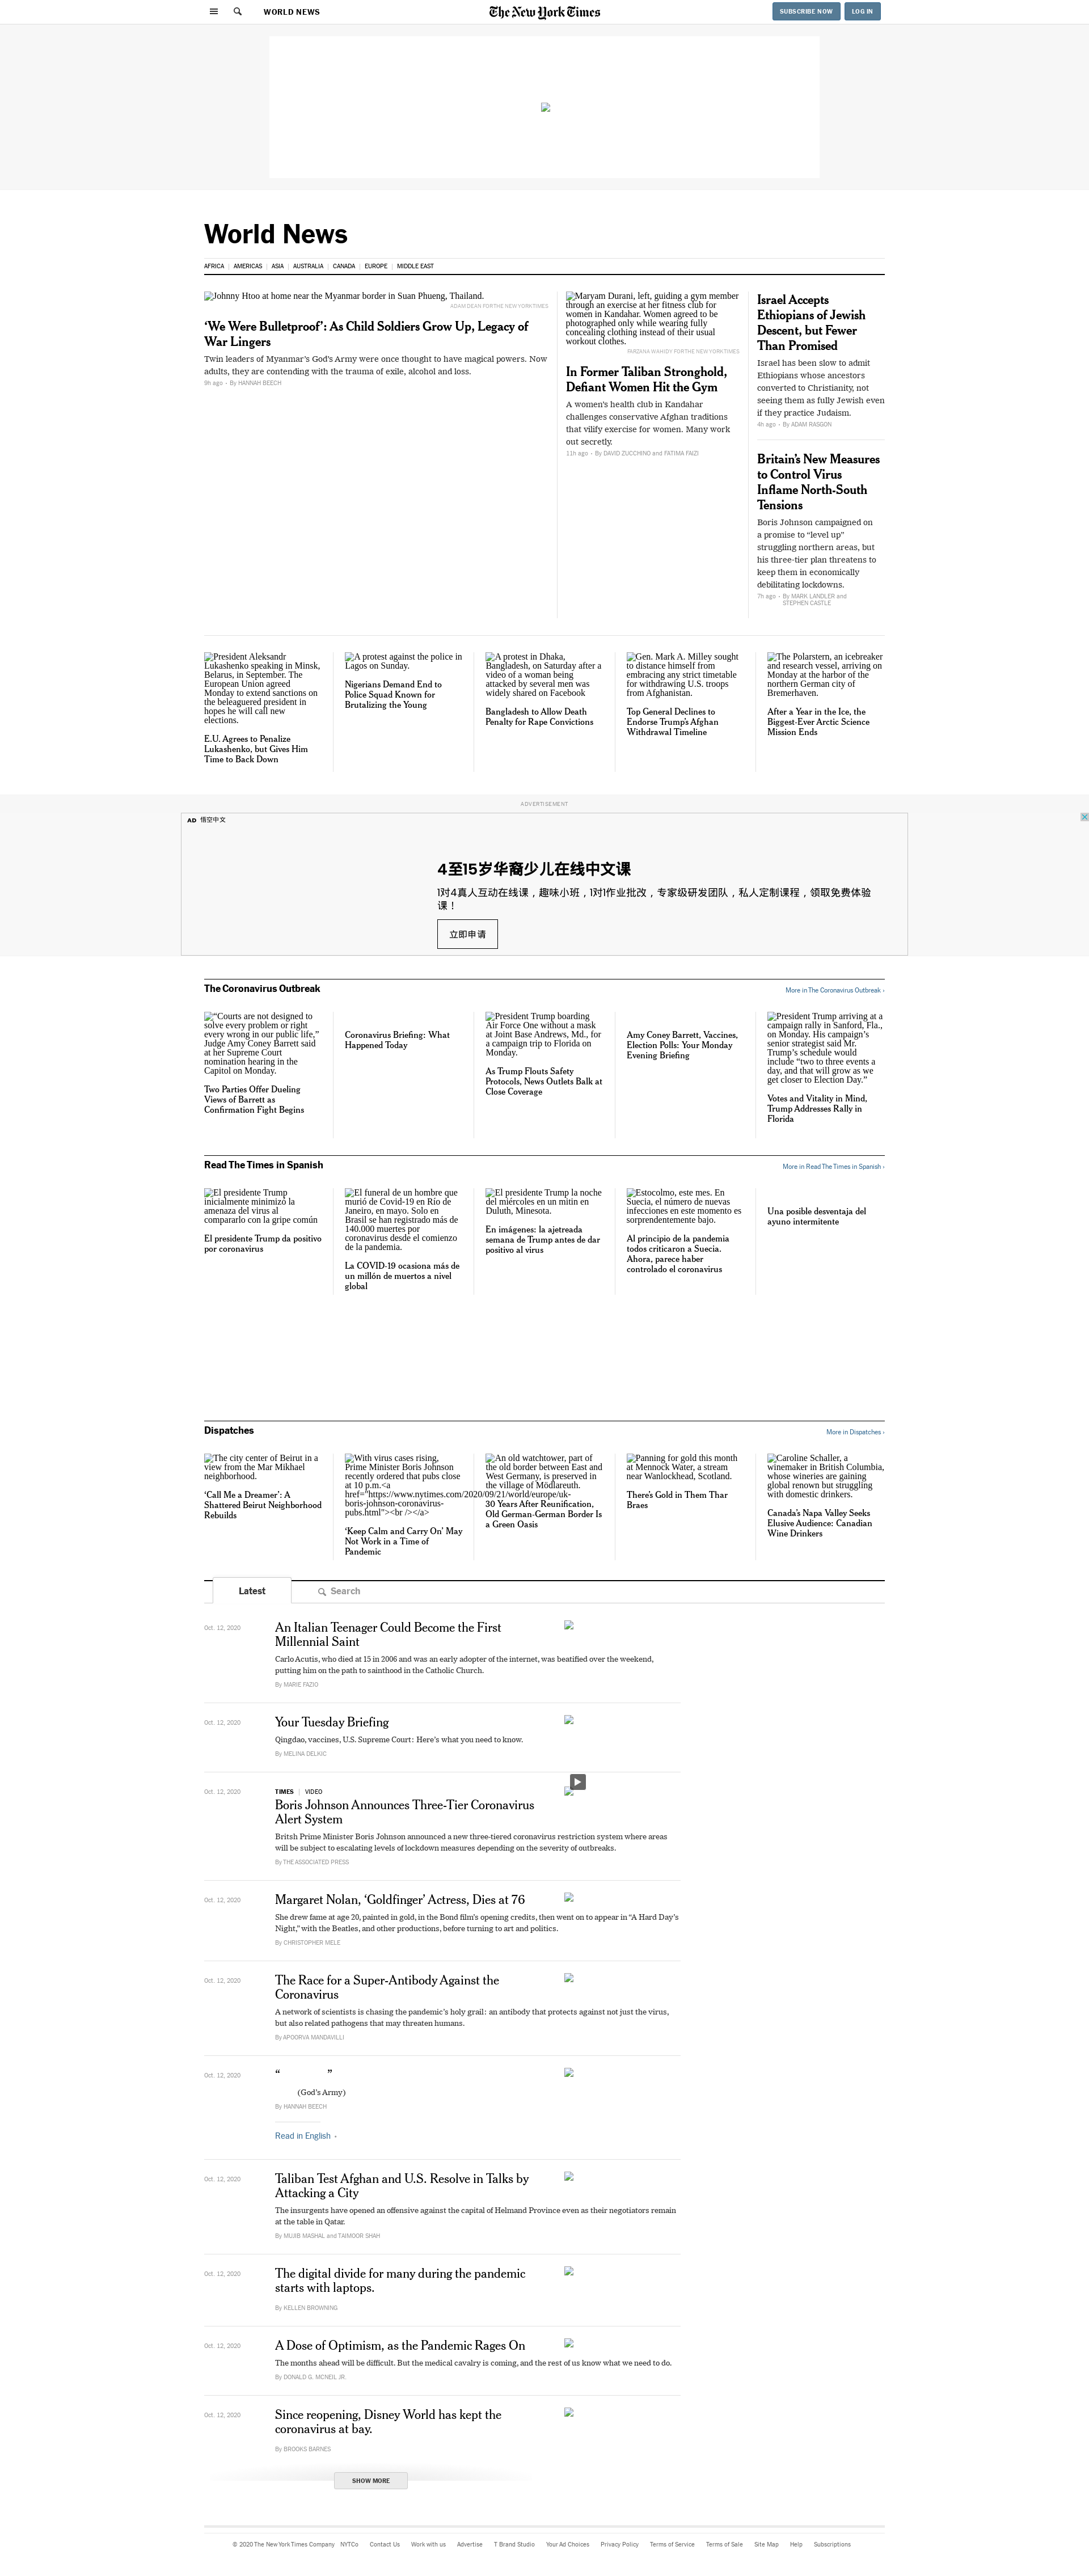 WORLD NEWS
The New York Times
SUBSCRIBE NOW
LOG IN
World News
AFRICA | AMERICAS | ASIA | AUSTRALIA | CANADA | EUROPE | MIDDLE EAST
Johnny Htoo at home near the Myanmar border in Suan Phueng, Thailand.
ADAM DEAN FOR THE NEW YORK TIMES
‘We Were Bulletproof’: As Child Soldiers Grow Up, Legacy of
War Lingers
Twin leaders of Myanmar’s God’s Army were once thought to have magical powers. Now
adults, they are contending with the trauma of exile, alcohol and loss.
9h ago • By HANNAH BEECH
Maryam Durani, left, guiding a gym member
through an exercise at her fitness club for
women in Kandahar. Women agreed to be
photographed only while wearing fully
concealing clothing instead of their usual
workout clothes.
FARZANA WAHIDY FOR THE NEW YORK TIMES
In Former Taliban Stronghold,
Defiant Women Hit the Gym
A women’s health club in Kandahar
challenges conservative Afghan traditions
that vilify exercise for women. Many work
out secretly.
11h ago • By DAVID ZUCCHINO and FATIMA FAIZI
Israel Accepts
Ethiopians of Jewish
Descent, but Fewer
Than Promised
Israel has been slow to admit
Ethiopians whose ancestors
converted to Christianity, not
seeing them as fully Jewish even
if they practice Judaism.
4h ago • By ADAM RASGON
Britain’s New Measures
to Control Virus
Inflame North-South
Tensions
Boris Johnson campaigned on
a promise to “level up”
struggling northern areas, but
his three-tier plan threatens to
keep them in economically
debilitating lockdowns.
7h ago • By MARK LANDLER and
STEPHEN CASTLE
President Aleksandr
Lukashenko speaking in Minsk,
Belarus, in September. The
European Union agreed
Monday to extend sanctions on
the beleaguered president in
hopes he will call new
elections.
E.U. Agrees to Penalize
Lukashenko, but Gives Him
Time to Back Down
A protest against the police in
Lagos on Sunday.
Nigerians Demand End to
Police Squad Known for
Brutalizing the Young
A protest in Dhaka,
Bangladesh, on Saturday after a
video of a woman being
attacked by several men was
widely shared on Facebook
Bangladesh to Allow Death
Penalty for Rape Convictions
Gen. Mark A. Milley sought
to distance himself from
embracing any strict timetable
for withdrawing U.S. troops
from Afghanistan.
Top General Declines to
Endorse Trump’s Afghan
Withdrawal Timeline
The Polarstern, an icebreaker
and research vessel, arriving on
Monday at the harbor of the
northern German city of
Bremerhaven.
After a Year in the Ice, the
Biggest-Ever Arctic Science
Mission Ends
ADVERTISEMENT
AD 悟空中文
4至15岁华裔少儿在线中文课
1对4真人互动在线课，趣味小班，1对1作业批改，专家级研发团队，私人定制课程，领取免费体验
课！
立即申请
The Coronavirus Outbreak
More in The Coronavirus Outbreak ›
“Courts are not designed to
solve every problem or right
every wrong in our public life,”
Judge Amy Coney Barrett said
at her Supreme Court
nomination hearing in the
Capitol on Monday.
Two Parties Offer Dueling
Views of Barrett as
Confirmation Fight Begins
Coronavirus Briefing: What
Happened Today
President Trump boarding
Air Force One without a mask
at Joint Base Andrews, Md., for
a campaign trip to Florida on
Monday.
As Trump Flouts Safety
Protocols, News Outlets Balk at
Close Coverage
Amy Coney Barrett, Vaccines,
Election Polls: Your Monday
Evening Briefing
President Trump arriving at a
campaign rally in Sanford, Fla.,
on Monday. His campaign’s
senior strategist said Mr.
Trump’s schedule would
include “two to three events a
day, and that will grow as we
get closer to Election Day.”
Votes and Vitality in Mind,
Trump Addresses Rally in
Florida
Read The Times in Spanish
More in Read The Times in Spanish ›
El presidente Trump
inicialmente minimizó la
amenaza del virus al
compararlo con la gripe común
El presidente Trump da positivo
por coronavirus
El funeral de un hombre que
murió de Covid-19 en Río de
Janeiro, en mayo. Solo en
Brasil se han registrado más de
140.000 muertes por
coronavirus desde el comienzo
de la pandemia.
La COVID-19 ocasiona más de
un millón de muertos a nivel
global
El presidente Trump la noche
del miércoles en un mitin en
Duluth, Minesota.
En imágenes: la ajetreada
semana de Trump antes de dar
positivo al virus
Estocolmo, este mes. En
Suecia, el número de nuevas
infecciones en este momento es
sorprendentemente bajo.
Al principio de la pandemia
todos criticaron a Suecia.
Ahora, parece haber
controlado el coronavirus
Una posible desventaja del
ayuno intermitente
Dispatches
More in Dispatches ›
The city center of Beirut in a
view from the Mar Mikhael
neighborhood.
‘Call Me a Dreamer’: A
Shattered Beirut Neighborhood
Rebuilds
With virus cases rising,
Prime Minister Boris Johnson
recently ordered that pubs close
at 10 p.m.<a
href="https://www.nytimes.com/2020/09/21/world/europe/uk-
boris-johnson-coronavirus-
pubs.html"><br /></a>
‘Keep Calm and Carry On’ May
Not Work in a Time of
Pandemic
An old watchtower, part of
the old border between East and
West Germany, is preserved in
the village of Mödlareuth.
30 Years After Reunification,
Old German-German Border Is
a Green Oasis
Panning for gold this month
at Mennock Water, a stream
near Wanlockhead, Scotland.
There’s Gold in Them Thar
Braes
Caroline Schaller, a
winemaker in British Columbia,
whose wineries are gaining
global renown but struggling
with domestic drinkers.
Canada’s Napa Valley Seeks
Elusive Audience: Canadian
Wine Drinkers
Latest
Search
Oct. 12, 2020
An Italian Teenager Could Become the First
Millennial Saint
Carlo Acutis, who died at 15 in 2006 and was an early adopter of the internet, was beatified over the weekend,
putting him on the path to sainthood in the Catholic Church.
By MARIE FAZIO
Oct. 12, 2020
Your Tuesday Briefing
Qingdao, vaccines, U.S. Supreme Court: Here’s what you need to know.
By MELINA DELKIC
Oct. 12, 2020
TIMES | VIDEO
Boris Johnson Announces Three-Tier Coronavirus
Alert System
Britsh Prime Minister Boris Johnson announced a new three-tiered coronavirus restriction system where areas
will be subject to escalating levels of lockdown measures depending on the severity of outbreaks.
By THE ASSOCIATED PRESS
Oct. 12, 2020
Margaret Nolan, ‘Goldfinger’ Actress, Dies at 76
She drew fame at age 20, painted in gold, in the Bond film’s opening credits, then went on to appear in “A Hard Day’s
Night,” with the Beatles, and other productions, before turning to art and politics.
By CHRISTOPHER MELE
Oct. 12, 2020
The Race for a Super-Antibody Against the
Coronavirus
A network of scientists is chasing the pandemic’s holy grail: an antibody that protects against not just the virus,
but also related pathogens that may threaten humans.
By APOORVA MANDAVILLI
Oct. 12, 2020
“ ”
(God’s Army)
By HANNAH BEECH
Read in English
Oct. 12, 2020
Taliban Test Afghan and U.S. Resolve in Talks by
Attacking a City
The insurgents have opened an offensive against the capital of Helmand Province even as their negotiators remain
at the table in Qatar.
By MUJIB MASHAL and TAIMOOR SHAH
Oct. 12, 2020
The digital divide for many during the pandemic
starts with laptops.
By KELLEN BROWNING
Oct. 12, 2020
A Dose of Optimism, as the Pandemic Rages On
The months ahead will be difficult. But the medical cavalry is coming, and the rest of us know what we need to do.
By DONALD G. MCNEIL JR.
Oct. 12, 2020
Since reopening, Disney World has kept the
coronavirus at bay.
By BROOKS BARNES
SHOW MORE
© 2020 The New York Times Company NYTCo Contact Us Work with us Advertise T Brand Studio Your Ad Choices Privacy Policy Terms of Service Terms of Sale Site Map Help Subscriptions